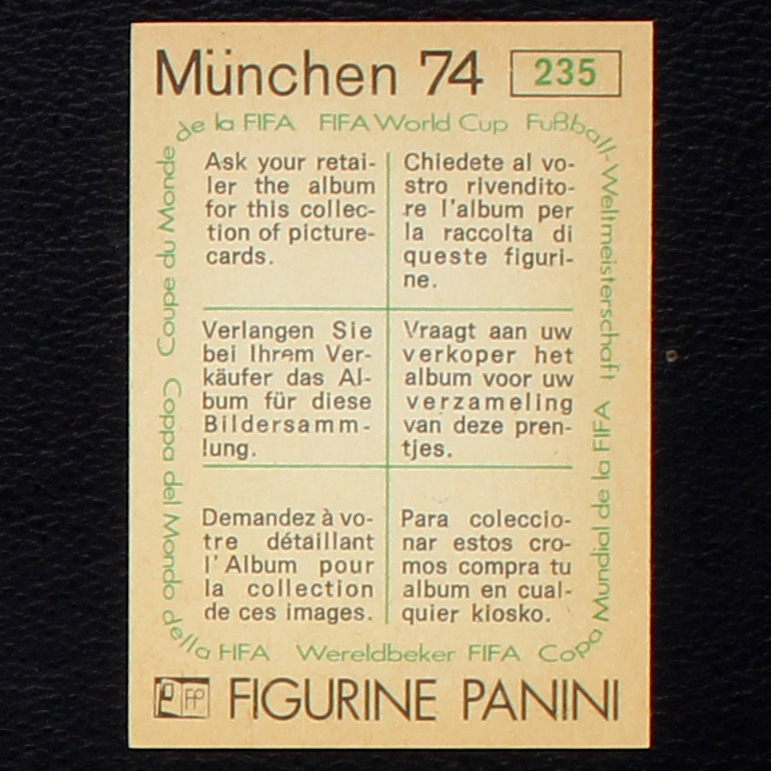 München 74 235
de la FIFA FIFA World Cup Fußball-Weltmeisterschaft
Ask your retai-
ler the album
for this collec-
tion of picture-
cards.
Chiedete al vo-
stro rivendito-
re l'album per
la raccolta di
queste figuri-
ne.
Verlangen Sie
bei Ihrem Ver-
käufer das Al-
bum für diese
Bildersamm-
lung.
Vraagt aan uw
verkoper het
album voor uw
verzameling
van deze pren-
tjes.
Demandez à vo-
tre détaillant
l'Album pour
la collection
de ces images.
Para coleccio-
nar estos cro-
mos compra tu
album en cual-
quier kiosko.
Copa Mundial de la FIFA
Wereldbeker FIFA
Coppa del Mondo della FIFA
Coupe du Monde
FP FIGURINE PANINI